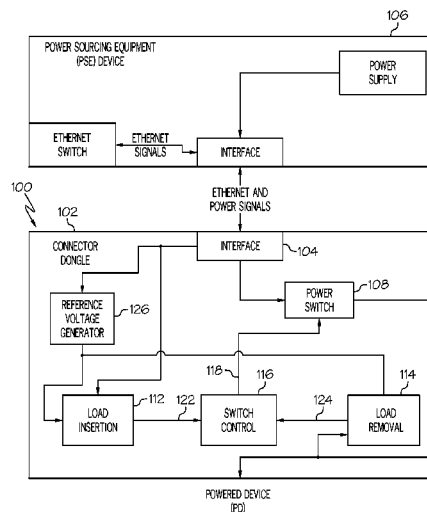 106
POWER SOURCING EQUIPMENT
(PSE) DEVICE
POWER
SUPPLY
ETHERNET
SWITCH
ETHERNET
SIGNALS
INTERFACE
ETHERNET AND
POWER SIGNALS
100
102
CONNECTOR
DONGLE
INTERFACE
104
108
POWER
SWITCH
REFERENCE
VOLTAGE
GENERATOR
126
118
116
114
112
LOAD
INSERTION
122
SWITCH
CONTROL
124
LOAD
REMOVAL
POWERED DEVICE
(PD)